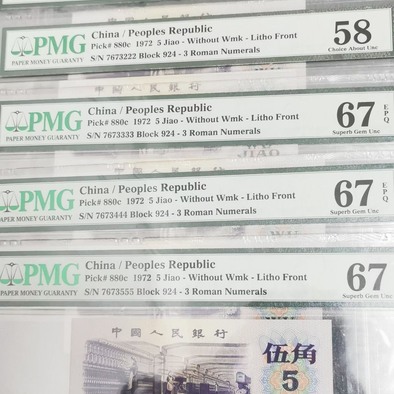 PMG
PAPER MONEY GUARANTY
China / Peoples Republic
Pick# 880c 1972 5 Jiao - Without Wmk - Litho Front
S/N 7673222 Block 924 - 3 Roman Numerals
58
Choice About Unc
PMG
PAPER MONEY GUARANTY
China / Peoples Republic
Pick# 880c 1972 5 Jiao - Without Wmk - Litho Front
S/N 7673333 Block 924 - 3 Roman Numerals
67
EPQ
Superb Gem Unc
JIAO
PMG
PAPER MONEY GUARANTY
China / Peoples Republic
Pick# 880c 1972 5 Jiao - Without Wmk - Litho Front
S/N 7673444 Block 924 - 3 Roman Numerals
67
EPQ
Superb Gem Unc
PMG
PAPER MONEY GUARANTY
China / Peoples Republic
Pick# 880c 1972 5 Jiao - Without Wmk - Litho Front
S/N 7673555 Block 924 - 3 Roman Numerals
67
EPQ
Superb Gem Unc
中國人民銀行
伍角
5